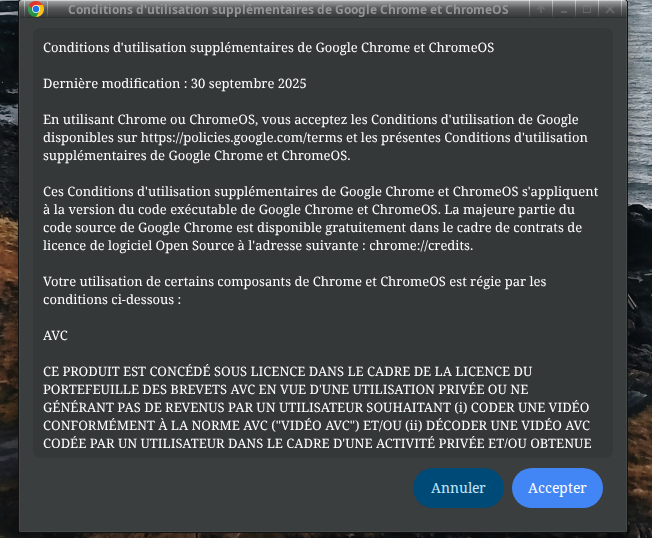 Conditions d'utilisation supplémentaires de Google Chrome et ChromeOS
Conditions d'utilisation supplémentaires de Google Chrome et ChromeOS
Dernière modification : 30 septembre 2025
En utilisant Chrome ou ChromeOS, vous acceptez les Conditions d'utilisation de Google
disponibles sur https://policies.google.com/terms et les présentes Conditions d'utilisation
supplémentaires de Google Chrome et ChromeOS.
Ces Conditions d'utilisation supplémentaires de Google Chrome et ChromeOS s'appliquent
à la version du code exécutable de Google Chrome et ChromeOS. La majeure partie du
code source de Google Chrome est disponible gratuitement dans le cadre de contrats de
licence de logiciel Open Source à l'adresse suivante : chrome://credits.
Votre utilisation de certains composants de Chrome et ChromeOS est régie par les
conditions ci-dessous :
AVC
CE PRODUIT EST CONCÉDÉ SOUS LICENCE DANS LE CADRE DE LA LICENCE DU
PORTEFEUILLE DES BREVETS AVC EN VUE D'UNE UTILISATION PRIVÉE OU NE
GÉNÉRANT PAS DE REVENUS PAR UN UTILISATEUR SOUHAITANT (i) CODER UNE VIDÉO
CONFORMÉMENT À LA NORME AVC ("VIDÉO AVC") ET/OU (ii) DÉCODER UNE VIDÉO AVC
CODÉE PAR UN UTILISATEUR DANS LE CADRE D'UNE ACTIVITÉ PRIVÉE ET/OU OBTENUE
Annuler
Accepter